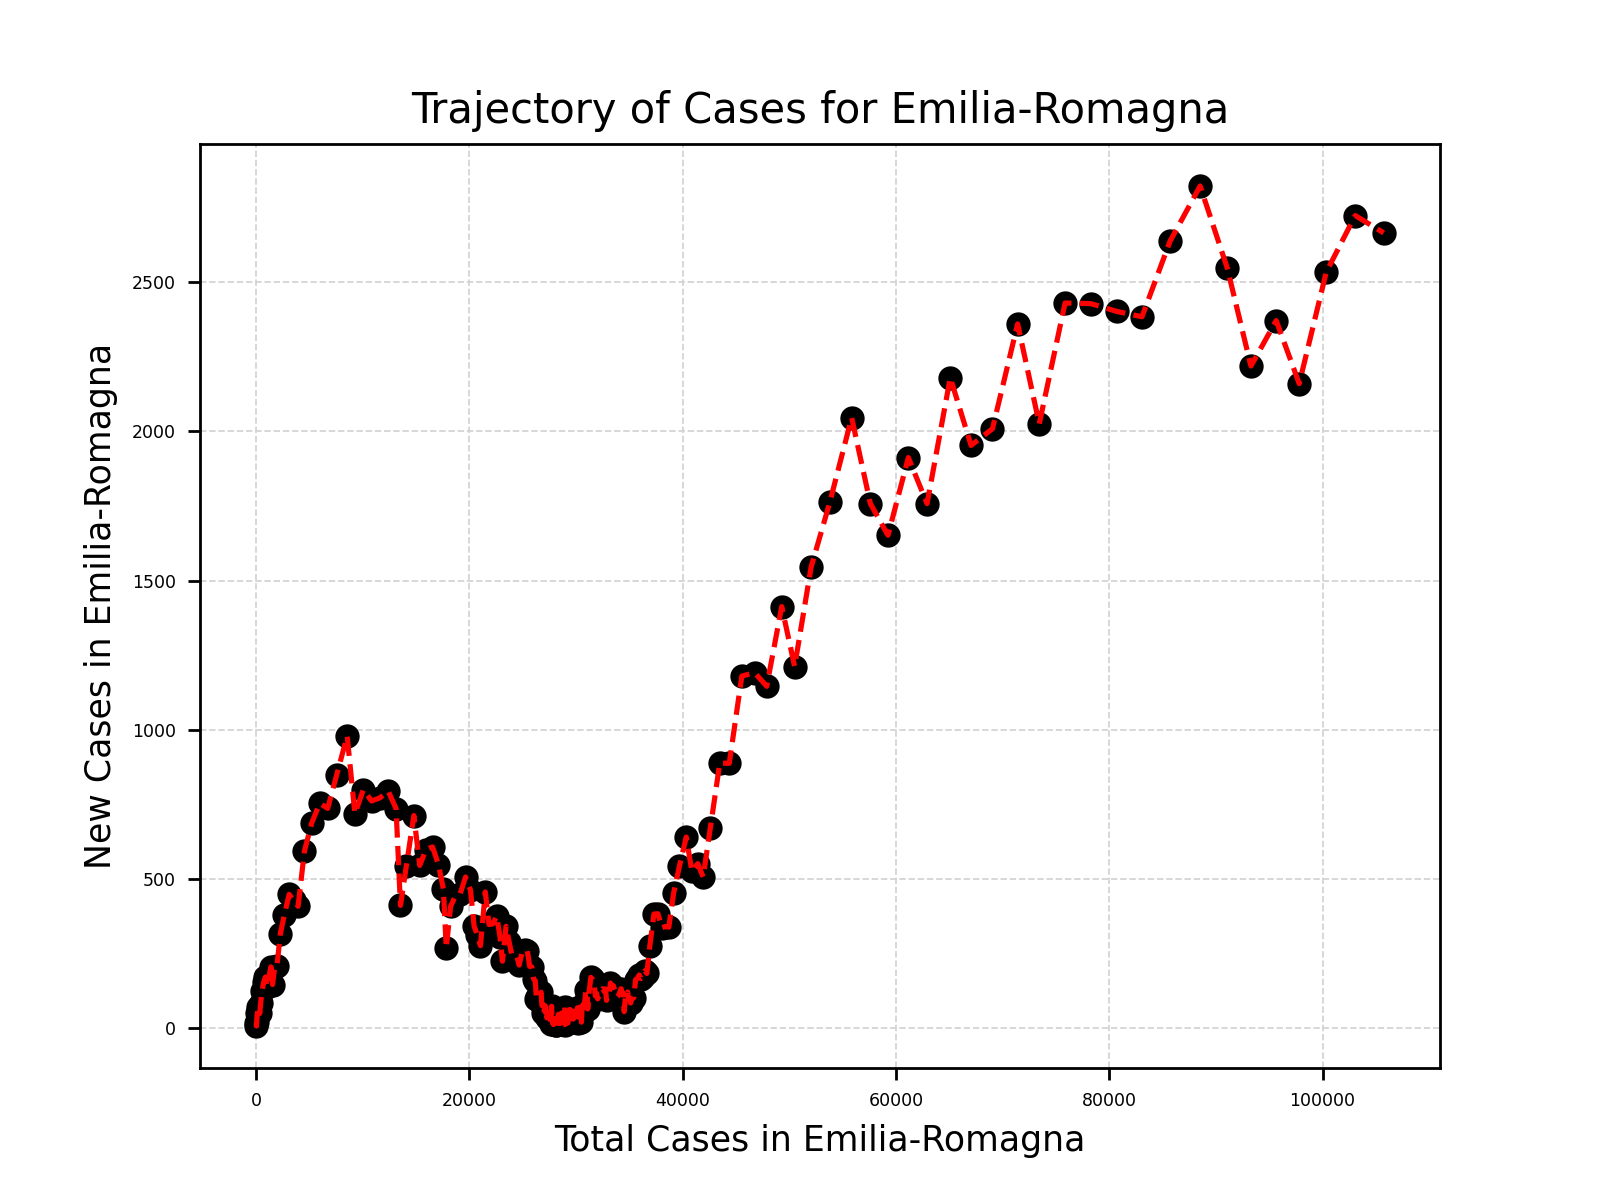 Trajectory of Cases for Emilia-Romagna
New Cases in Emilia-Romagna
2500
2000
1500
1000
500
0
0 20000 40000 60000 80000 100000
Total Cases in Emilia-Romagna